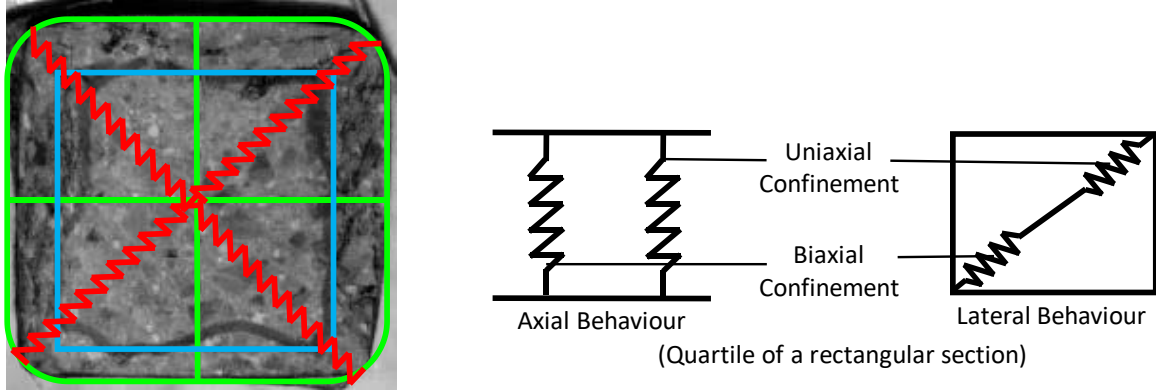 Uniaxial
Confinement
Biaxial
Confinement
Axial Behaviour
Lateral Behaviour
(Quartile of a rectangular section)